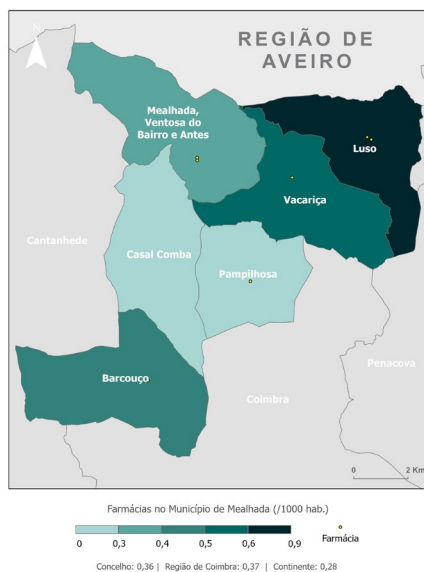 N
REGIÃO DE
AVEIRO
Mealhada,
Ventosa do
Bairro e Antes
Luso
Vacariça
Cantanhede
Casal Comba
Pampilhosa
Penacova
Barcouço
Coimbra
0 2 Km
Farmácias no Município de Mealhada (/1000 hab.)
0 0,3 0,4 0,5 0,6 0,9 Farmácia
Concelho: 0,36 | Região de Coimbra: 0,37 | Continente: 0,28